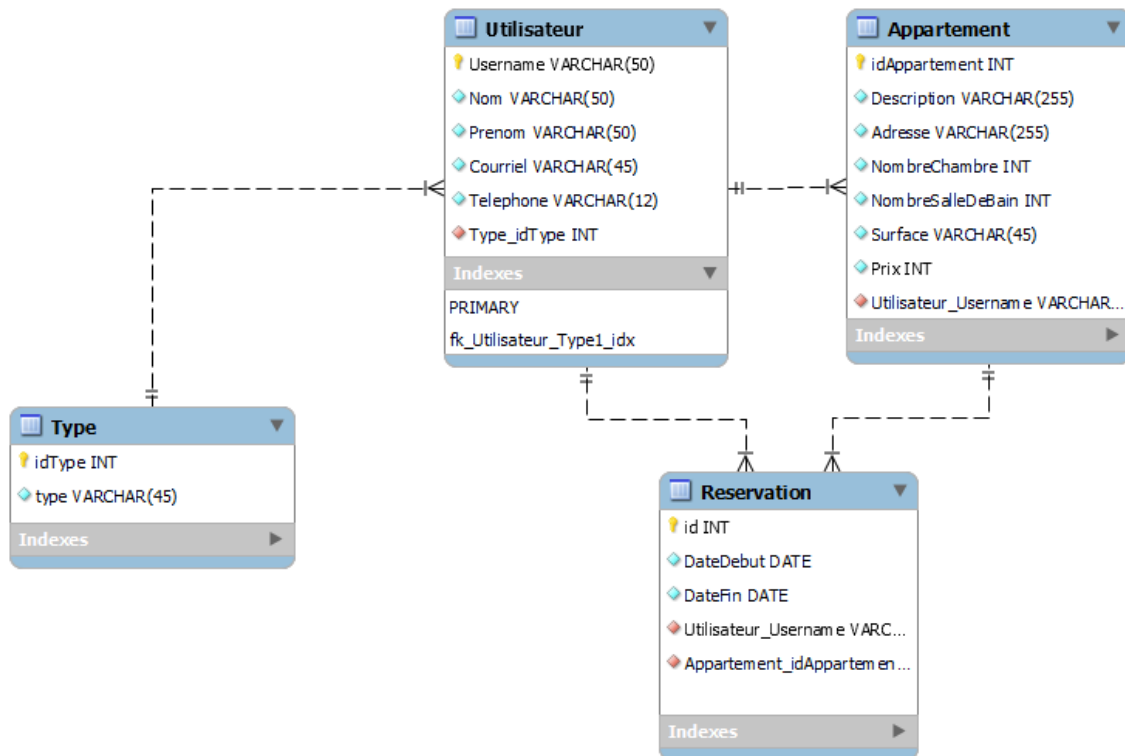 Utilisateur
Username VARCHAR(50)
Nom VARCHAR(50)
Prenom VARCHAR(50)
Courriel VARCHAR(45)
Telephone VARCHAR(12)
Type_idType INT
Indexes
PRIMARY
fk_Utilisateur_Type1_idx
Appartement
idAppartement INT
Description VARCHAR(255)
Adresse VARCHAR(255)
NombreChambre INT
NombreSalleDeBain INT
Surface VARCHAR(45)
Prix INT
Utilisateur_Username VARCHAR...
Indexes
Type
idType INT
type VARCHAR(45)
Indexes
Reservation
id INT
DateDebut DATE
DateFin DATE
Utilisateur_Username VARC...
Appartement_idAppartemen...
Indexes